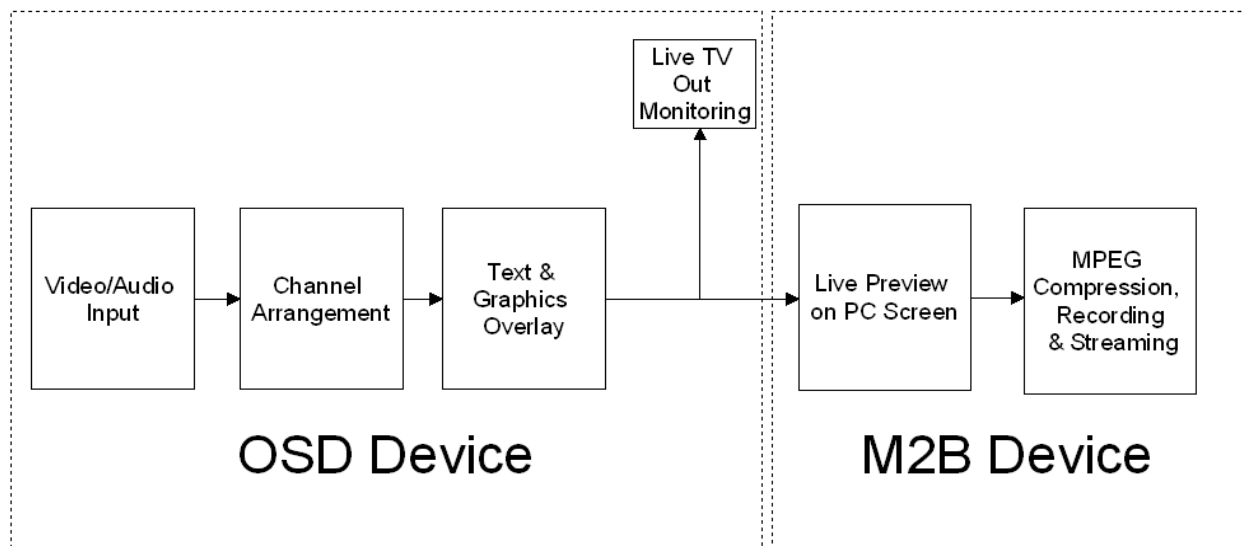 Live TV
Out
Monitoring
Video/Audio
Input
Channel
Arrangement
Text &
Graphics
Overlay
Live Preview
on PC Screen
MPEG
Compression,
Recording
& Streaming
OSD Device
M2B Device